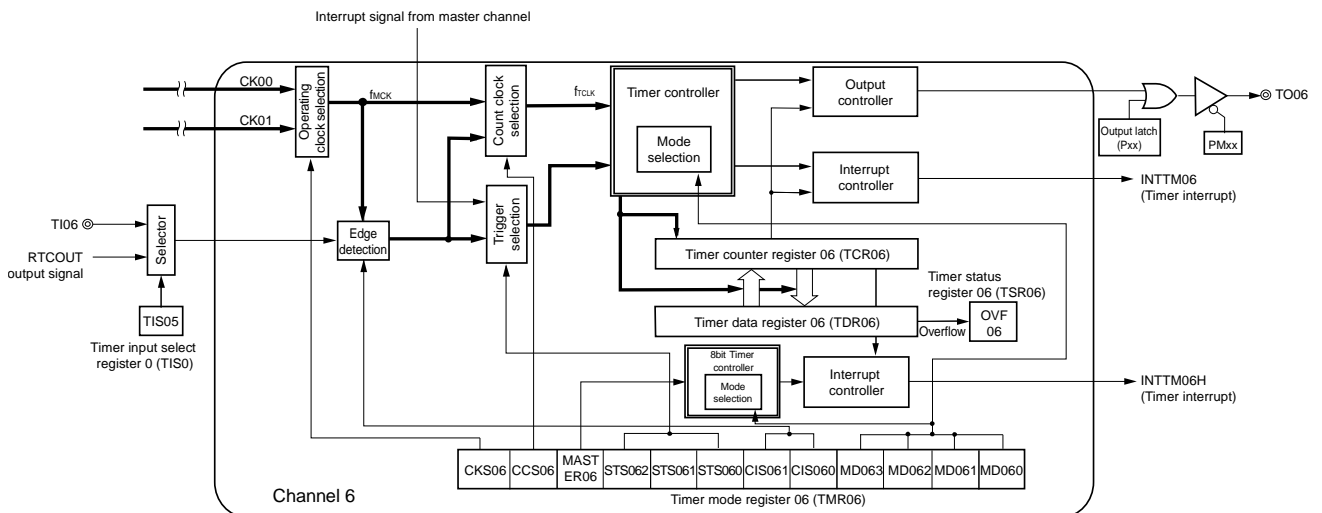 Interrupt signal from master channel
CK00
CK01
Operating
clock selection
fMCK
Count clock
selection
fTCLK
Timer controller
Mode
selection
Output
controller
Output latch
(Pxx)
PMxx
TO06
Interrupt
controller
INTTM06
(Timer interrupt)
TI06
RTCOUT
output signal
Selector
TIS05
Timer input select
register 0 (TIS0)
Edge
detection
Trigger
selection
Timer counter register 06 (TCR06)
Timer status
register 06 (TSR06)
Timer data register 06 (TDR06)
Overflow
OVF
06
8bit Timer
controller
Mode
selection
Interrupt
controller
INTTM06H
(Timer interrupt)
CKS06
CCS06
MAST
ER06
STS062
STS061
STS060
CIS061
CIS060
MD063
MD062
MD061
MD060
Timer mode register 06 (TMR06)
Channel 6